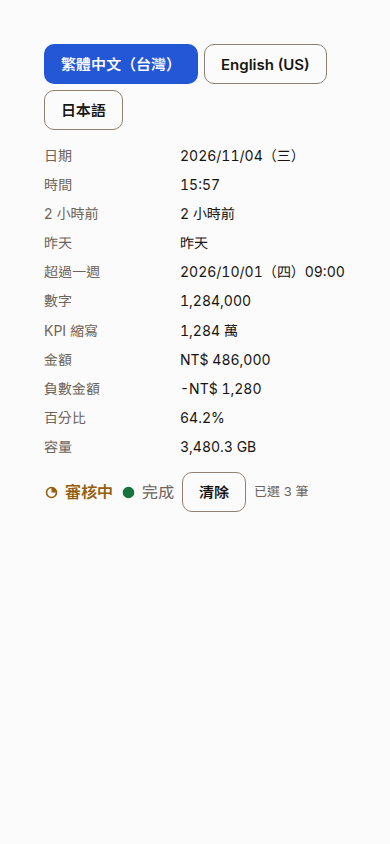 繁體中文（台灣） English (US)
日本語
日期 2026/11/04（三）
時間 15:57
2 小時前 2 小時前
昨天 昨天
超過一週 2026/10/01（四）09:00
數字 1,284,000
KPI 縮寫 1,284 萬
金額 NT$ 486,000
負數金額 -NT$ 1,280
百分比 64.2%
容量 3,480.3 GB
審核中 完成 清除 已選 3 筆